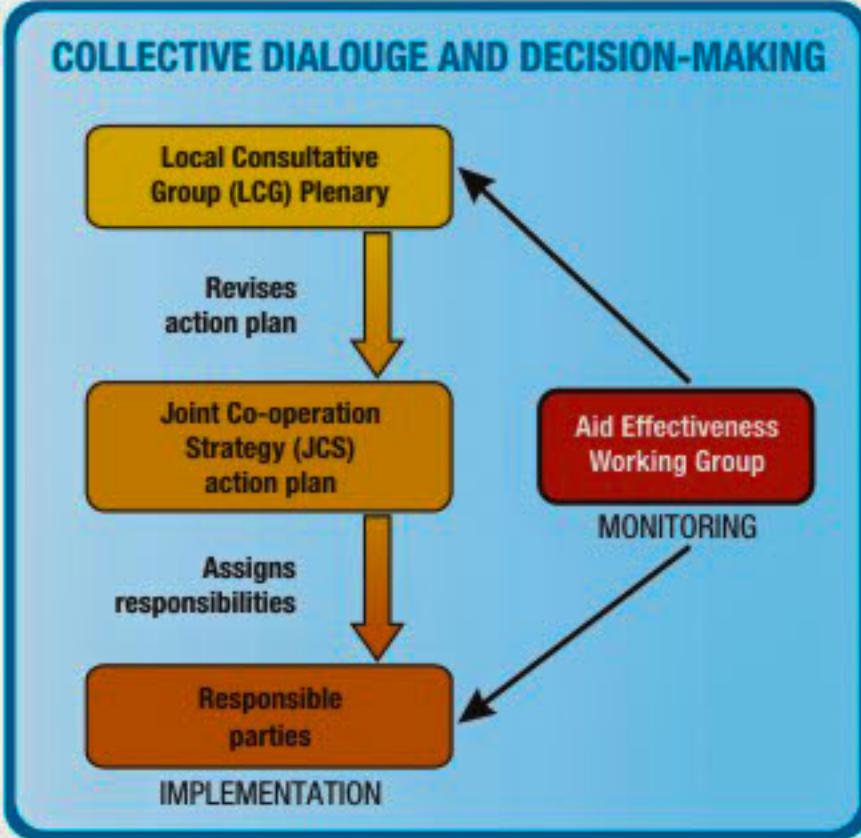 COLLECTIVE DIALOUGE AND DECISION-MAKING
Local Consultative
Group (LCG) Plenary
Revises
action plan
Joint Co-operation
Strategy (JCS)
action plan
Aid Effectiveness
Working Group
MONITORING
Assigns
responsibilities
Responsible
parties
IMPLEMENTATION